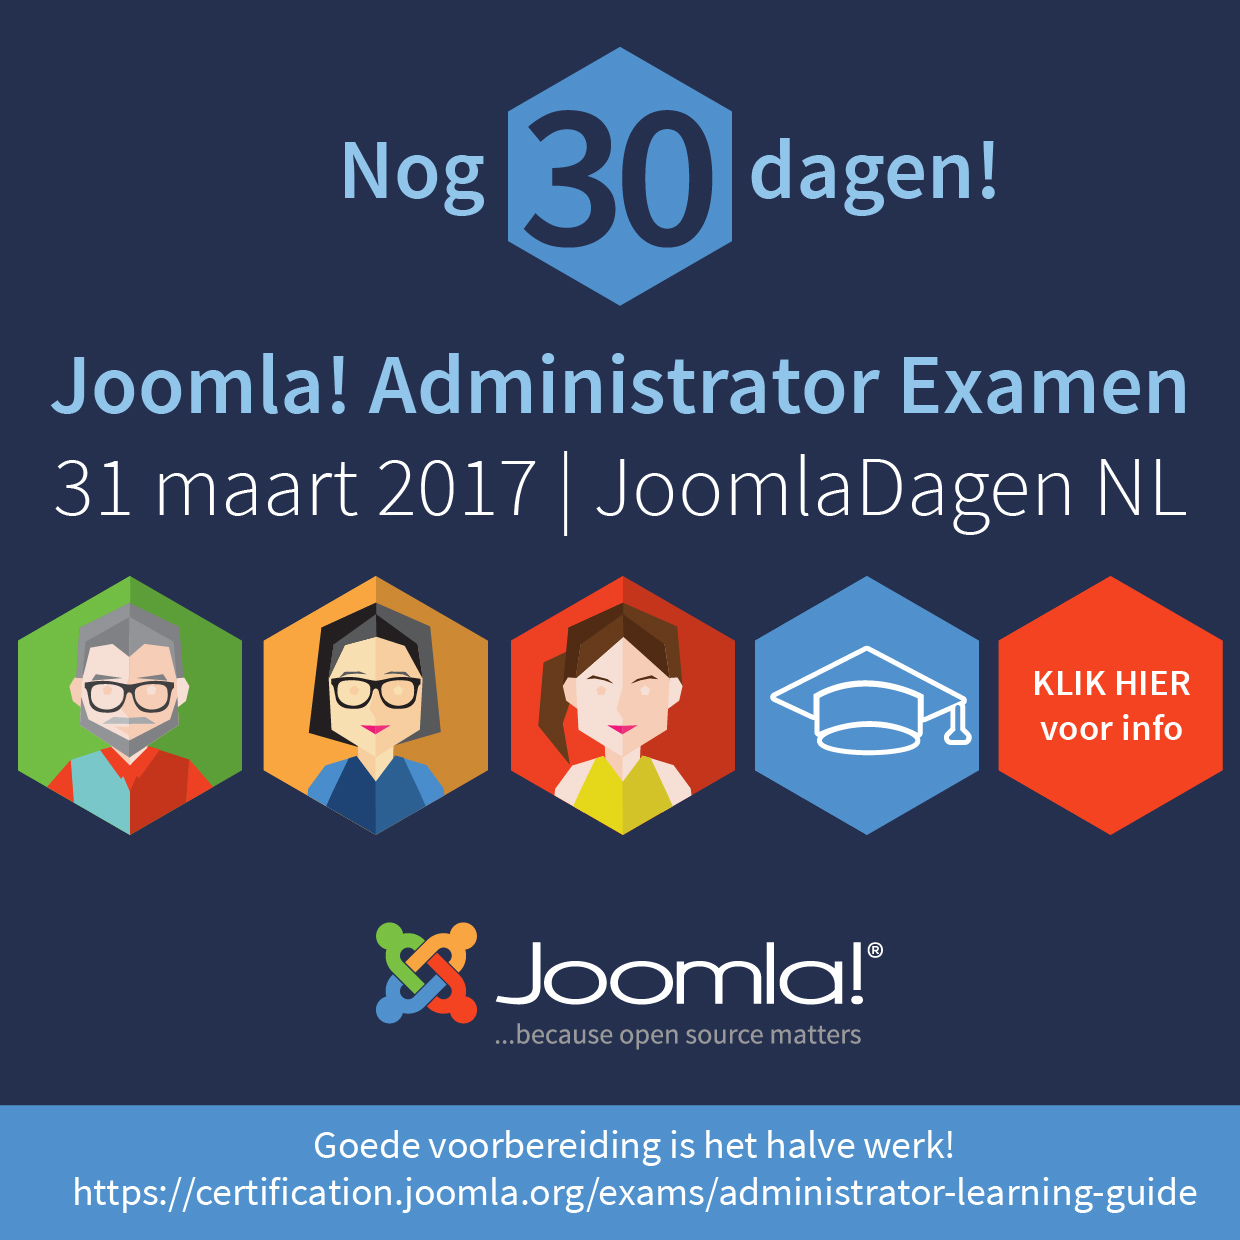 Nog 30 dagen!
Joomla! Administrator Examen
31 maart 2017 | JoomlaDagen NL
KLIK HIER
voor info
Joomla!®
...because open source matters
Goede voorbereiding is het halve werk!
https://certification.joomla.org/exams/administrator-learning-guide